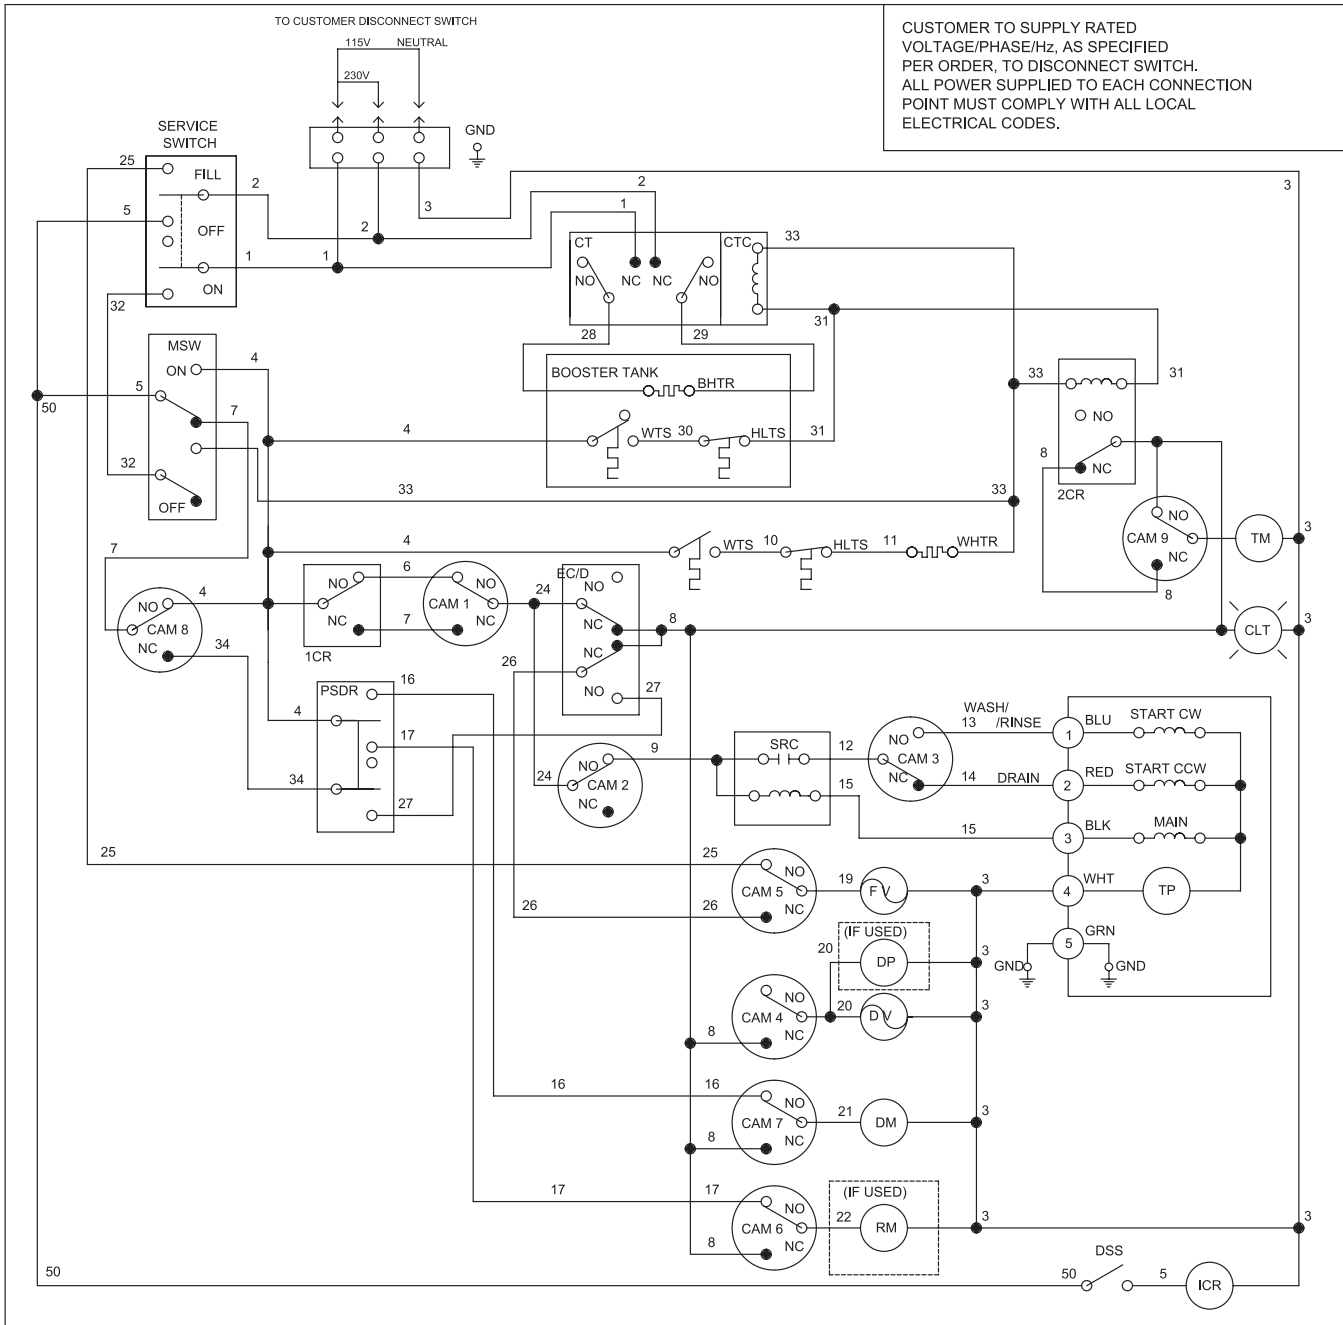 TO CUSTOMER DISCONNECT SWITCH
115V NEUTRAL
230V
CUSTOMER TO SUPPLY RATED
VOLTAGE/PHASE/Hz, AS SPECIFIED
PER ORDER, TO DISCONNECT SWITCH.
ALL POWER SUPPLIED TO EACH CONNECTION
POINT MUST COMPLY WITH ALL LOCAL
ELECTRICAL CODES.
SERVICE
SWITCH
GND
25
FILL
2
5
OFF
1
ON
32
1
2
3
2
1
3
CT
NO
NC
NC
NO
CTC
33
31
28
29
BOOSTER TANK
BHTR
4
WTS
30
HLTS
31
MSW
ON
4
5
50
7
32
OFF
33
33
33
31
NO
8
NC
2CR
NO
CAM 9
NC
8
TM
3
4
WTS
10
HLTS
11
WHTR
7
NO
4
CAM 8
NC
34
NO
6
NC
7
1CR
NO
CAM 1
NC
24
EC/D
NO
NC
NC
NO
8
26
27
CLT
3
PSDR
16
4
17
34
27
24
NO
CAM 2
NC
9
SRC
12
15
NO
CAM 3
NC
WASH/
13 /RINSE
14 DRAIN
15
1
BLU
START CW
2
RED
START CCW
3
BLK
MAIN
4
WHT
TP
5
GRN
GND
GND
25
25
NO
CAM 5
NC
19
F V
3
26
26
(IF USED)
20
DP
3
NO
CAM 4
NC
20
D V
3
8
16
16
NO
CAM 7
NC
21
DM
3
8
17
17
NO
CAM 6
NC
(IF USED)
22
RM
3
3
8
50
DSS
50
5
ICR